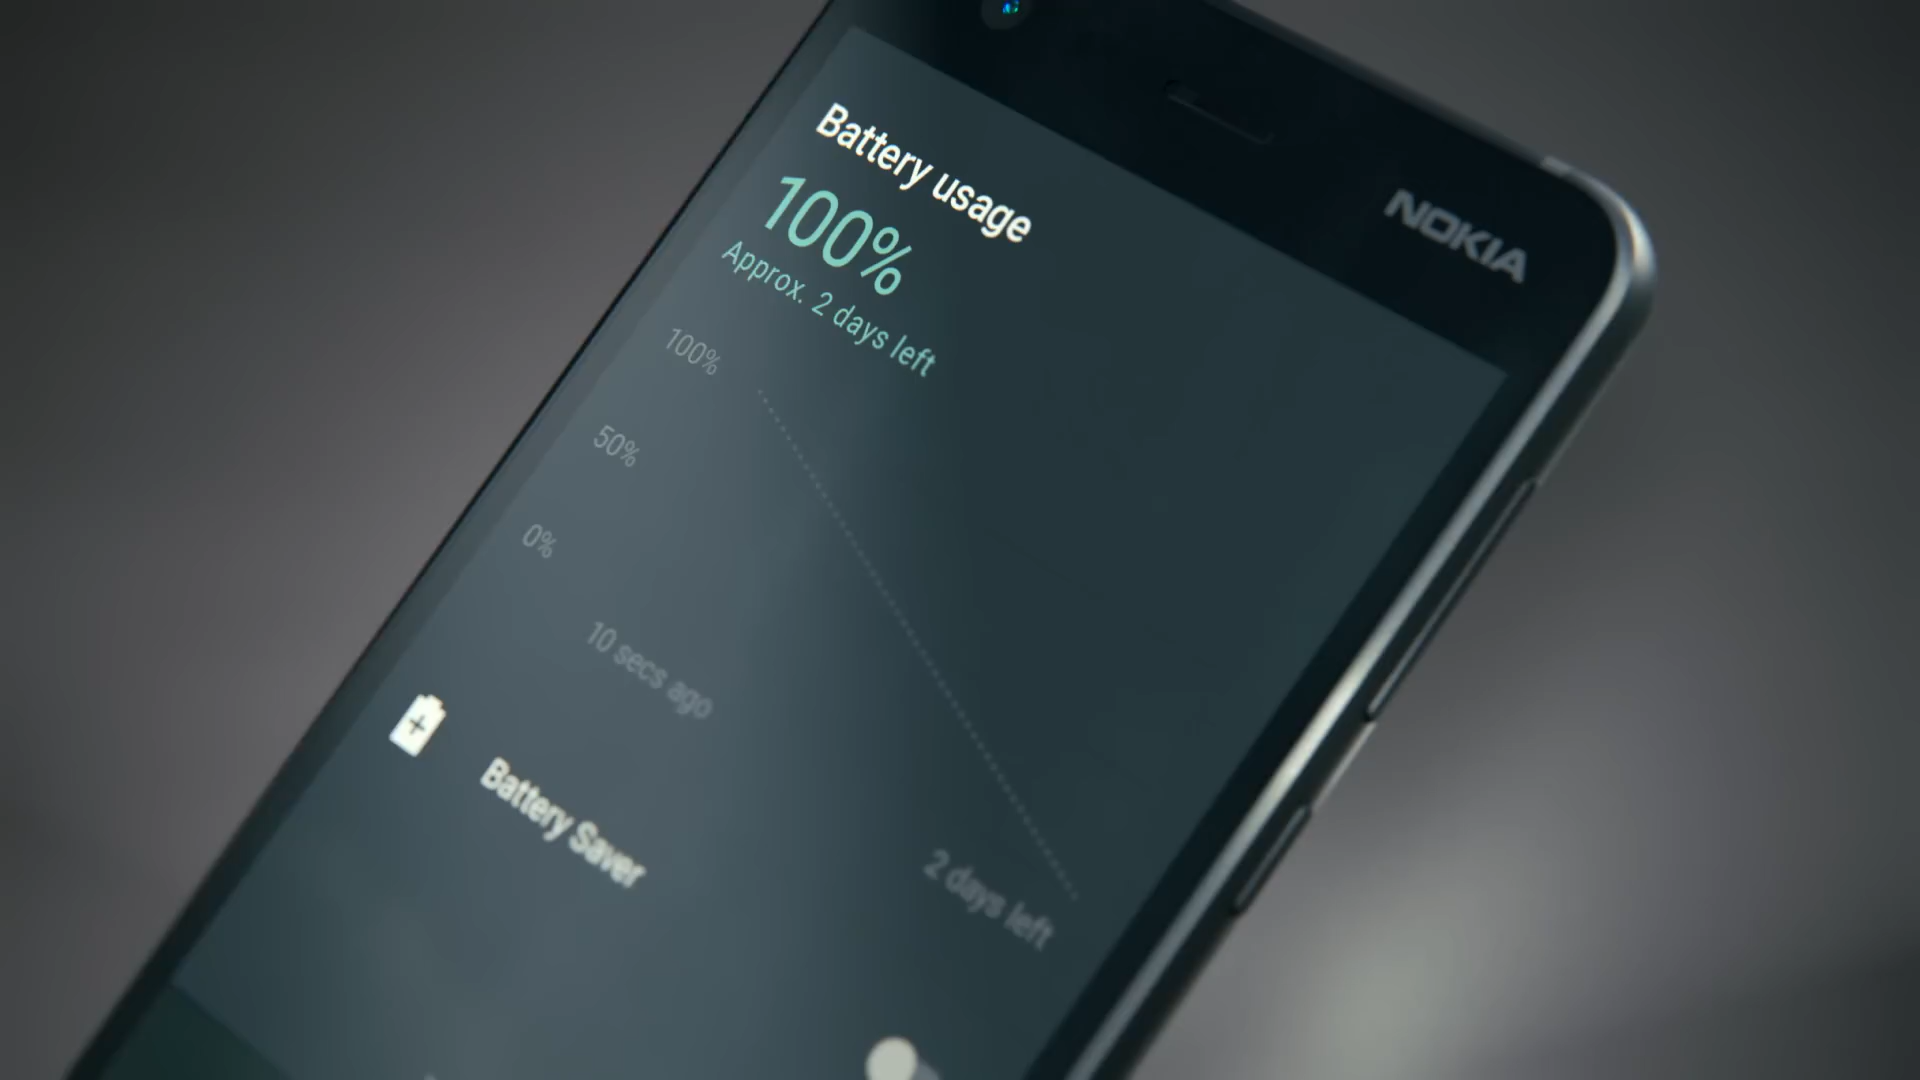 NOKIA
Battery usage
100%
Approx. 2 days left
100%
50%
0%
10 secs ago
2 days left
Battery Saver